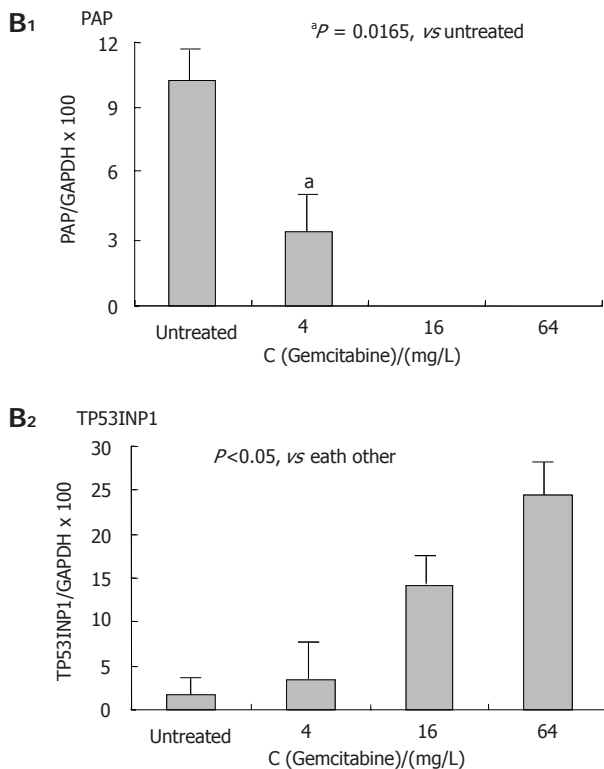 B1 PAP
ᵃP = 0.0165, vs untreated
12
9
6
3
0
PAP/GAPDH x 100
a
Untreated 4 16 64
C (Gemcitabine)/(mg/L)
B2 TP53INP1
P<0.05, vs eath other
30
25
20
15
10
5
0
TP53INP1/GAPDH x 100
Untreated 4 16 64
C (Gemcitabine)/(mg/L)